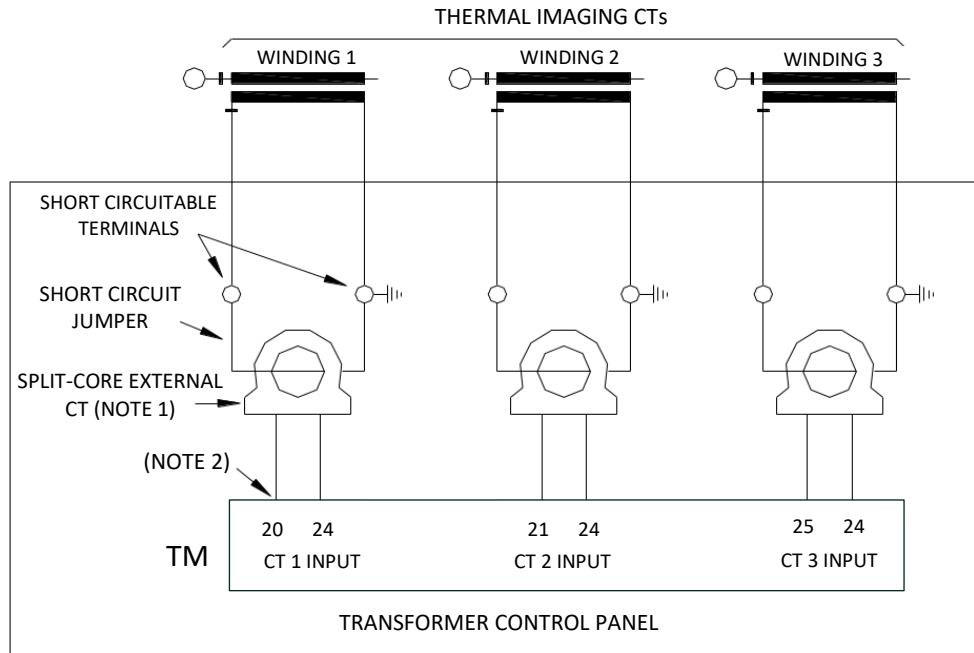 THERMAL IMAGING CTs
WINDING 1
WINDING 2
WINDING 3
SHORT CIRCUITABLE
TERMINALS
SHORT CIRCUIT
JUMPER
SPLIT-CORE EXTERNAL
CT (NOTE 1)
(NOTE 2)
20 24
21 24
25 24
TM
CT 1 INPUT
CT 2 INPUT
CT 3 INPUT
TRANSFORMER CONTROL PANEL